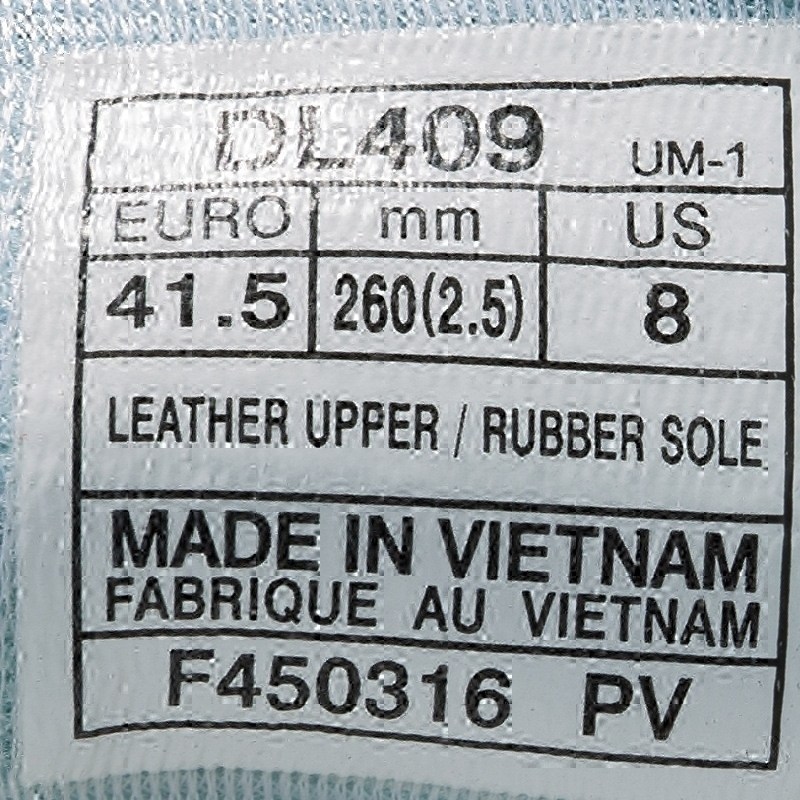 DL409 UM-1
EURO mm US
41.5 260(2.5) 8
LEATHER UPPER / RUBBER SOLE
MADE IN VIETNAM
FABRIQUE AU VIETNAM
F450316 PV